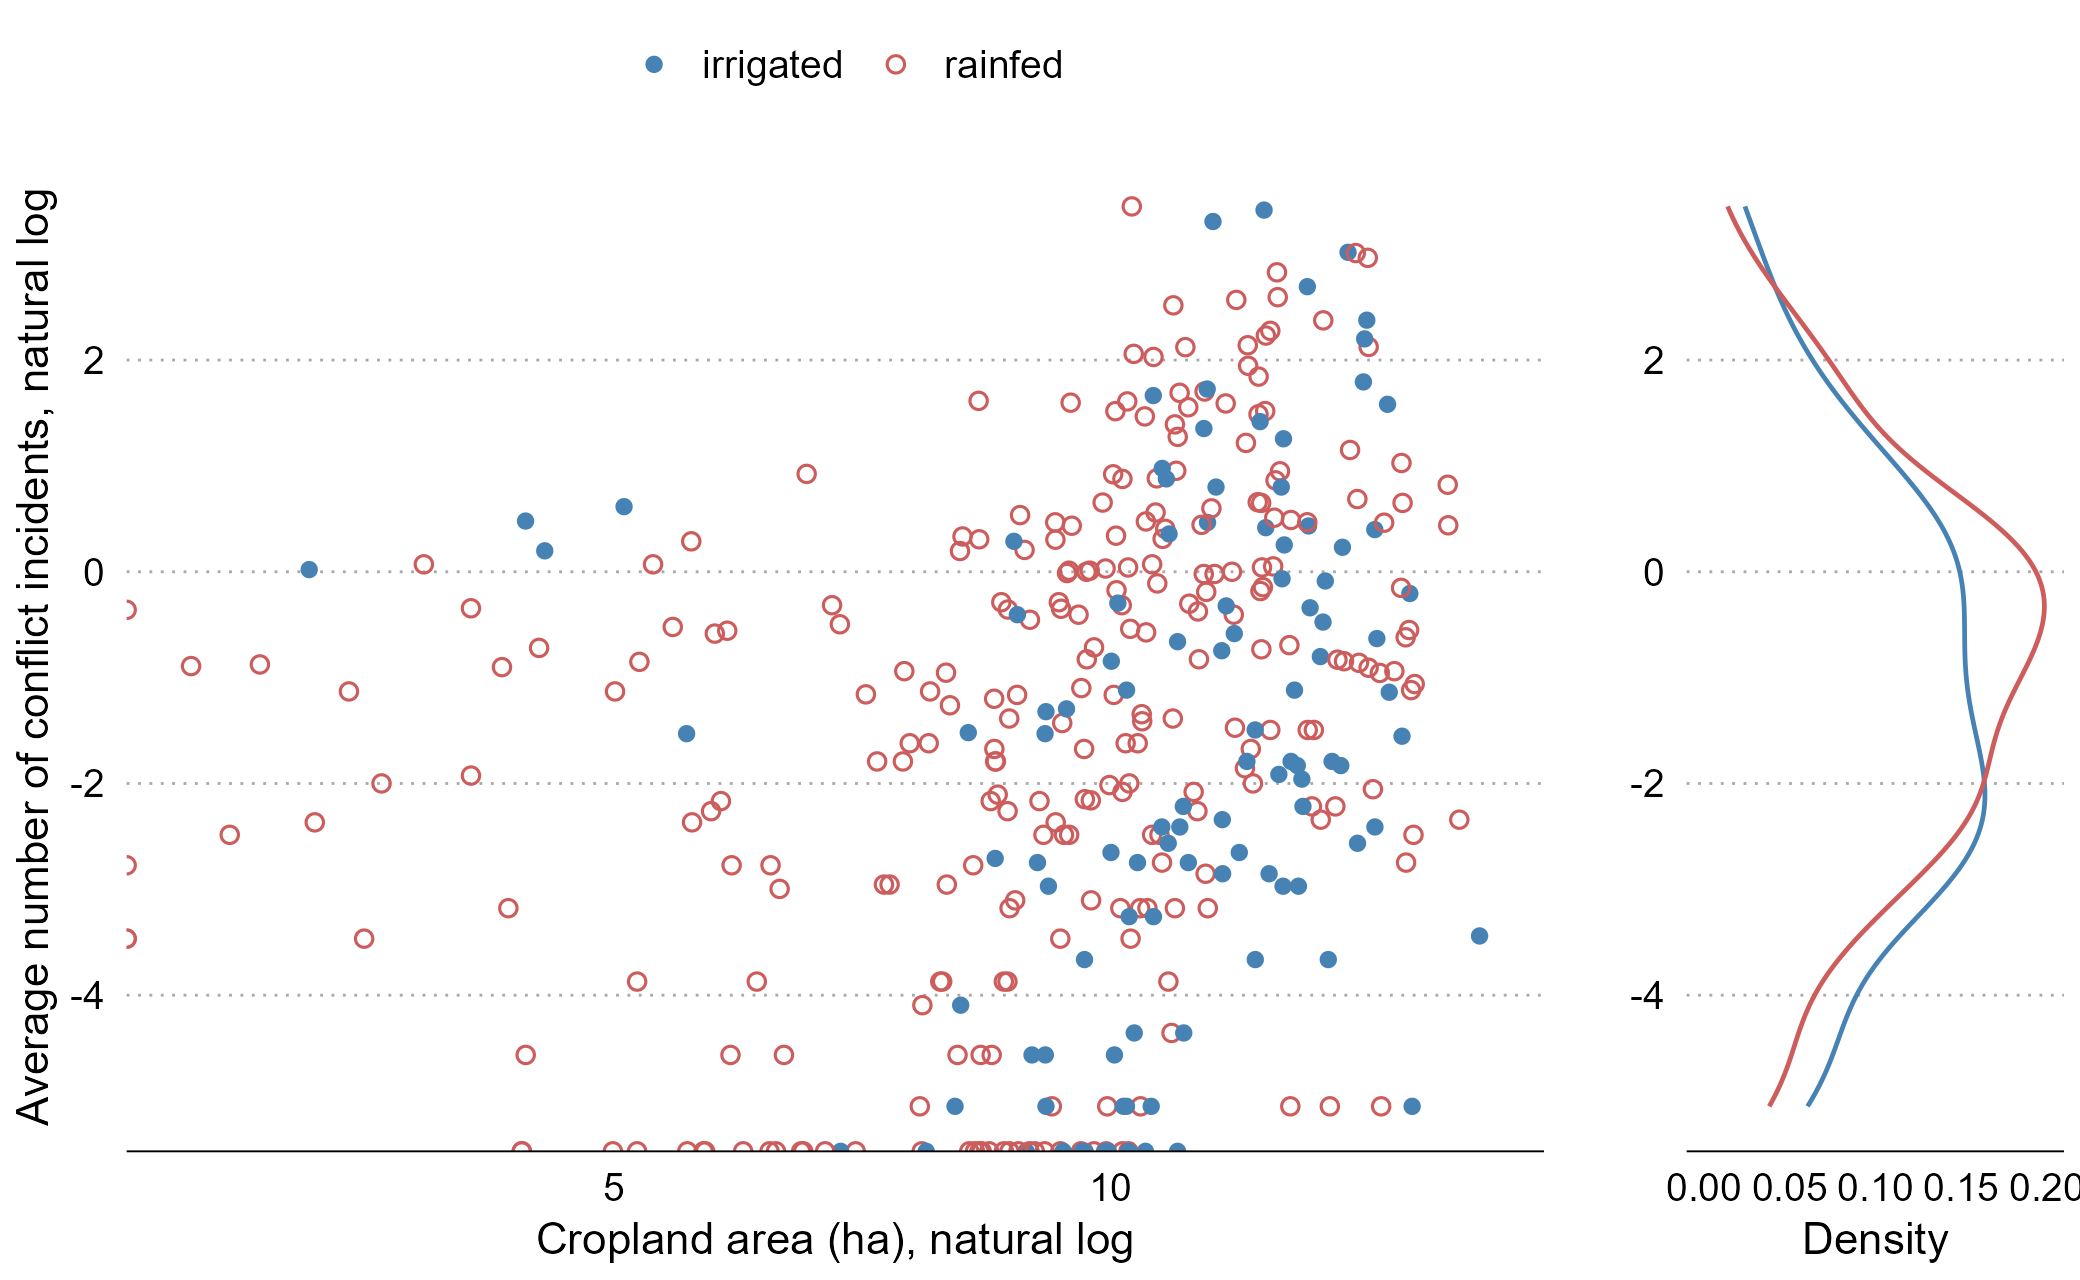 irrigated rainfed
Average number of conflict incidents, natural log
2
0
-2
-4
5 10
Cropland area (ha), natural log
2
0
-2
-4
0.00 0.05 0.10 0.15 0.20
Density